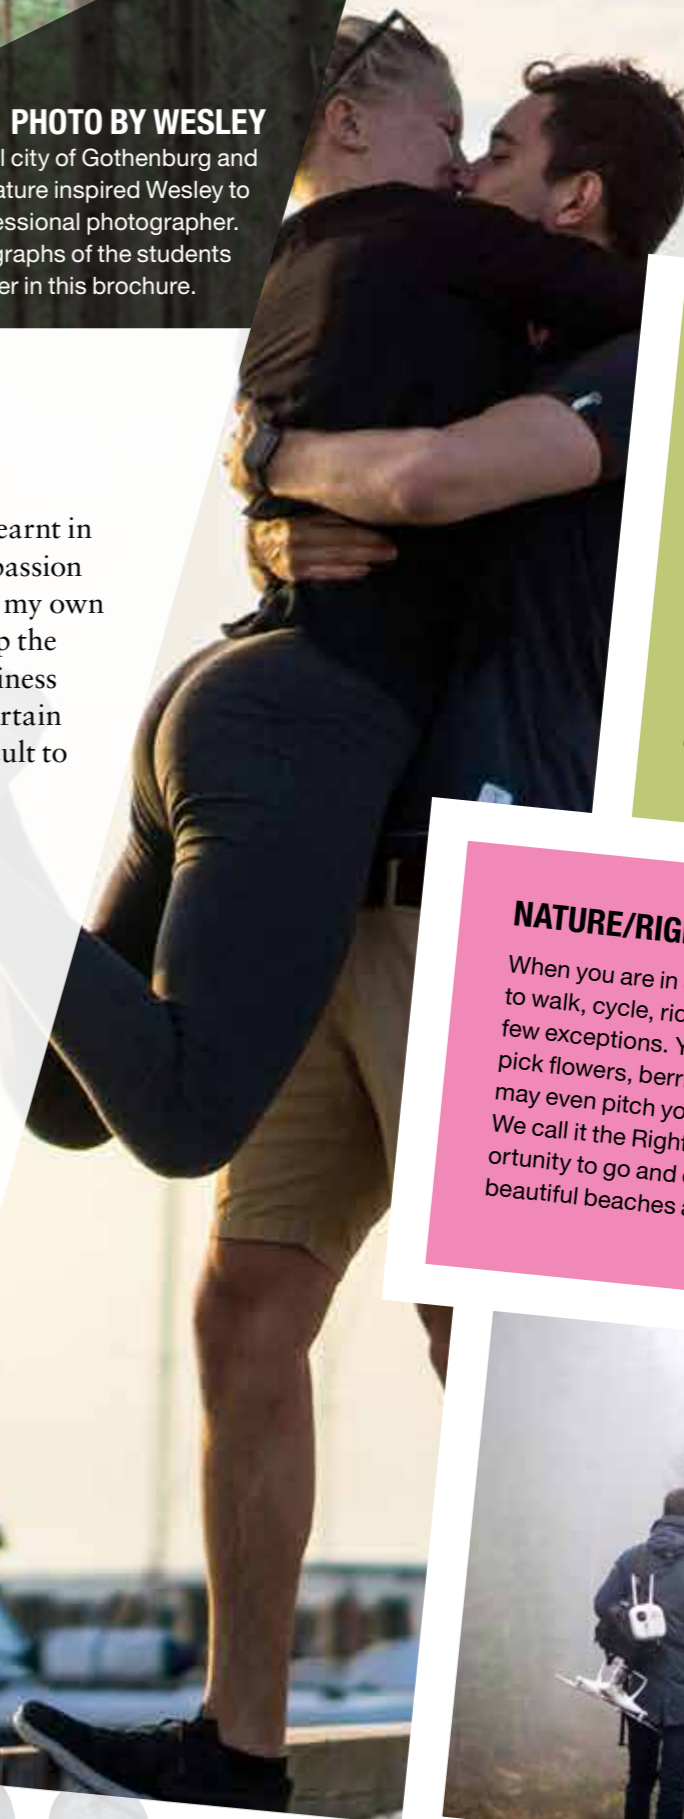 PHOTO BY WESLEY
l city of Gothenburg and
ature inspired Wesley to
essional photographer.
graphs of the students
er in this brochure.
earnt in
passion
my own
p the
iness
rtain
ult to
NATURE/RIG
When you are in
to walk, cycle, ric
few exceptions. Y
pick flowers, berr
may even pitch yo
We call it the Right
ortunity to go and
beautiful beaches a